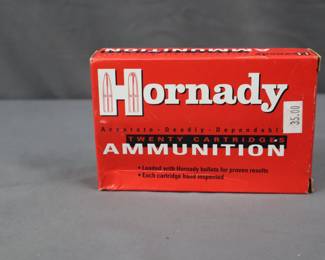 AMMUNITION
Hornady
35.00
Accurate · Deadly · Dependable
TWENTY CARTRIDGES
AMMUNITION
• Loaded with Hornady bullets for proven results
• Each cartridge hand inspected